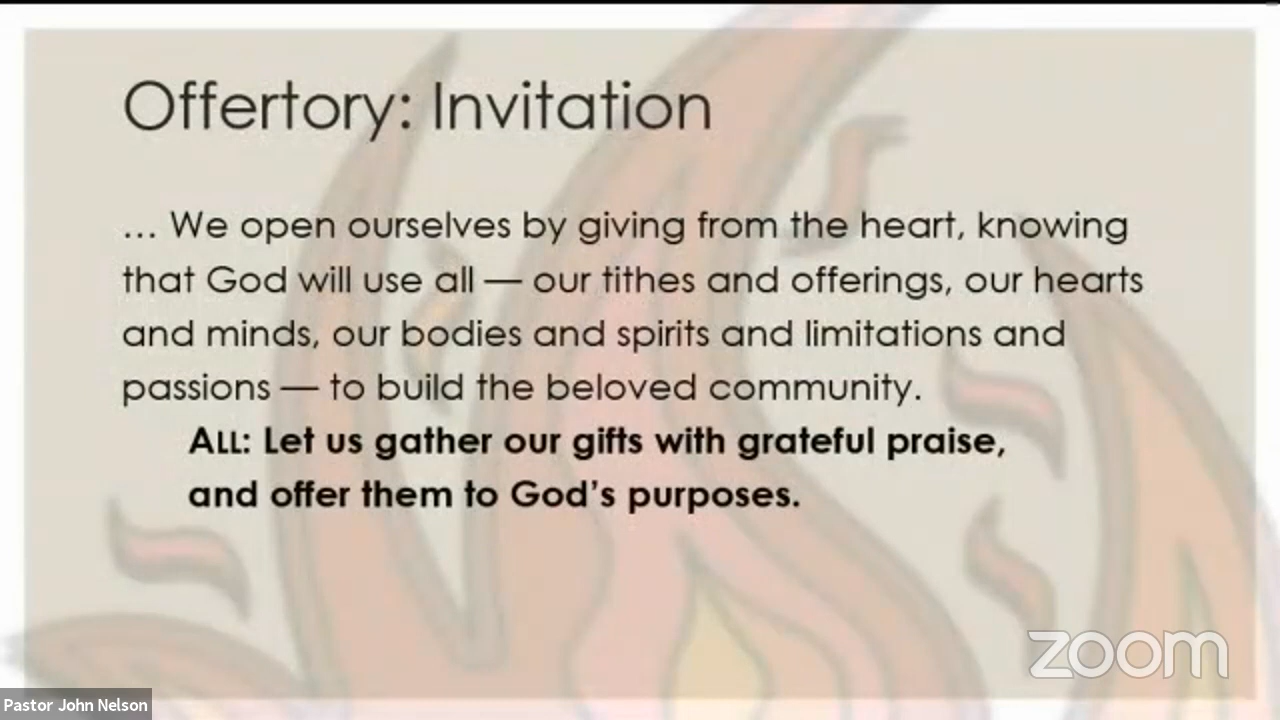 Offertory: Invitation
… We open ourselves by giving from the heart, knowing
that God will use all — our tithes and offerings, our hearts
and minds, our bodies and spirits and limitations and
passions — to build the beloved community.
ALL: Let us gather our gifts with grateful praise,
and offer them to God’s purposes.
zoom
Pastor John Nelson